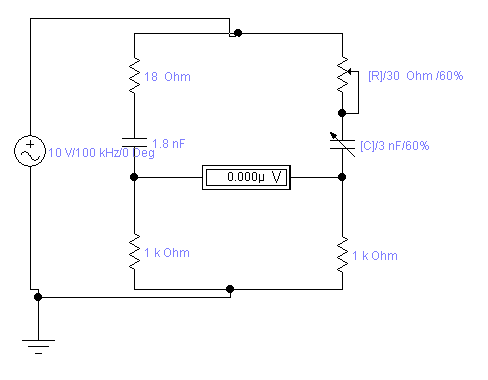 18 Ohm
[R]/30 Ohm /60%
1.8 nF
[C]/3 nF/60%
10 V/100 kHz/0 Deg
0.000µ V
1 k Ohm
1 k Ohm